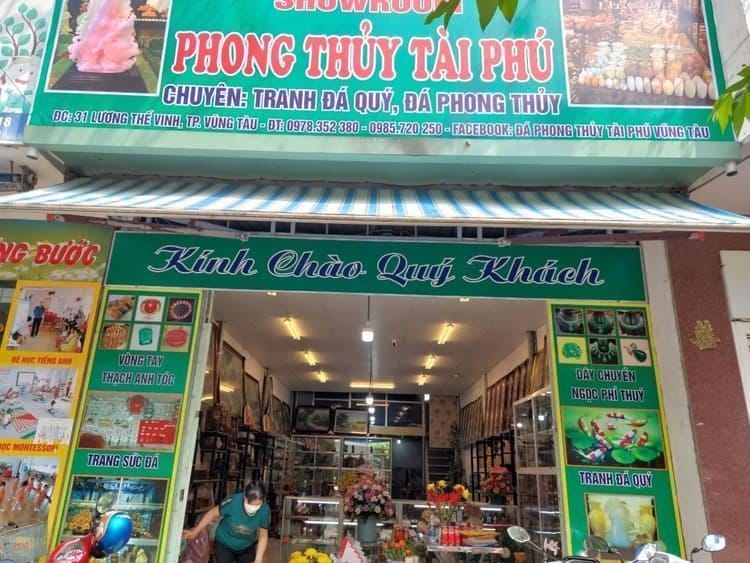 SHOWROOM
PHONG THỦY TÀI PHÚ
CHUYÊN: TRANH ĐÁ QUÝ, ĐÁ PHONG THỦY
ĐC: 31 LƯƠNG THẾ VINH, TP. VŨNG TÀU - ĐT: 0978.352 380 - 0985.720 250 - FACEBOOK: ĐÁ PHONG THỦY TÀI PHÚ VŨNG TÀU
18
BƯỚC
Kính Chào Quý Khách
BÉ HỌC TIẾNG ANH
HỌC MONTESSORI
VÒNG TAY
THẠCH ANH TÓC
TRANG SỨC ĐÁ
DÂY CHUYỀN
NGỌC PHỈ THUÝ
TRANH ĐÁ QUÝ